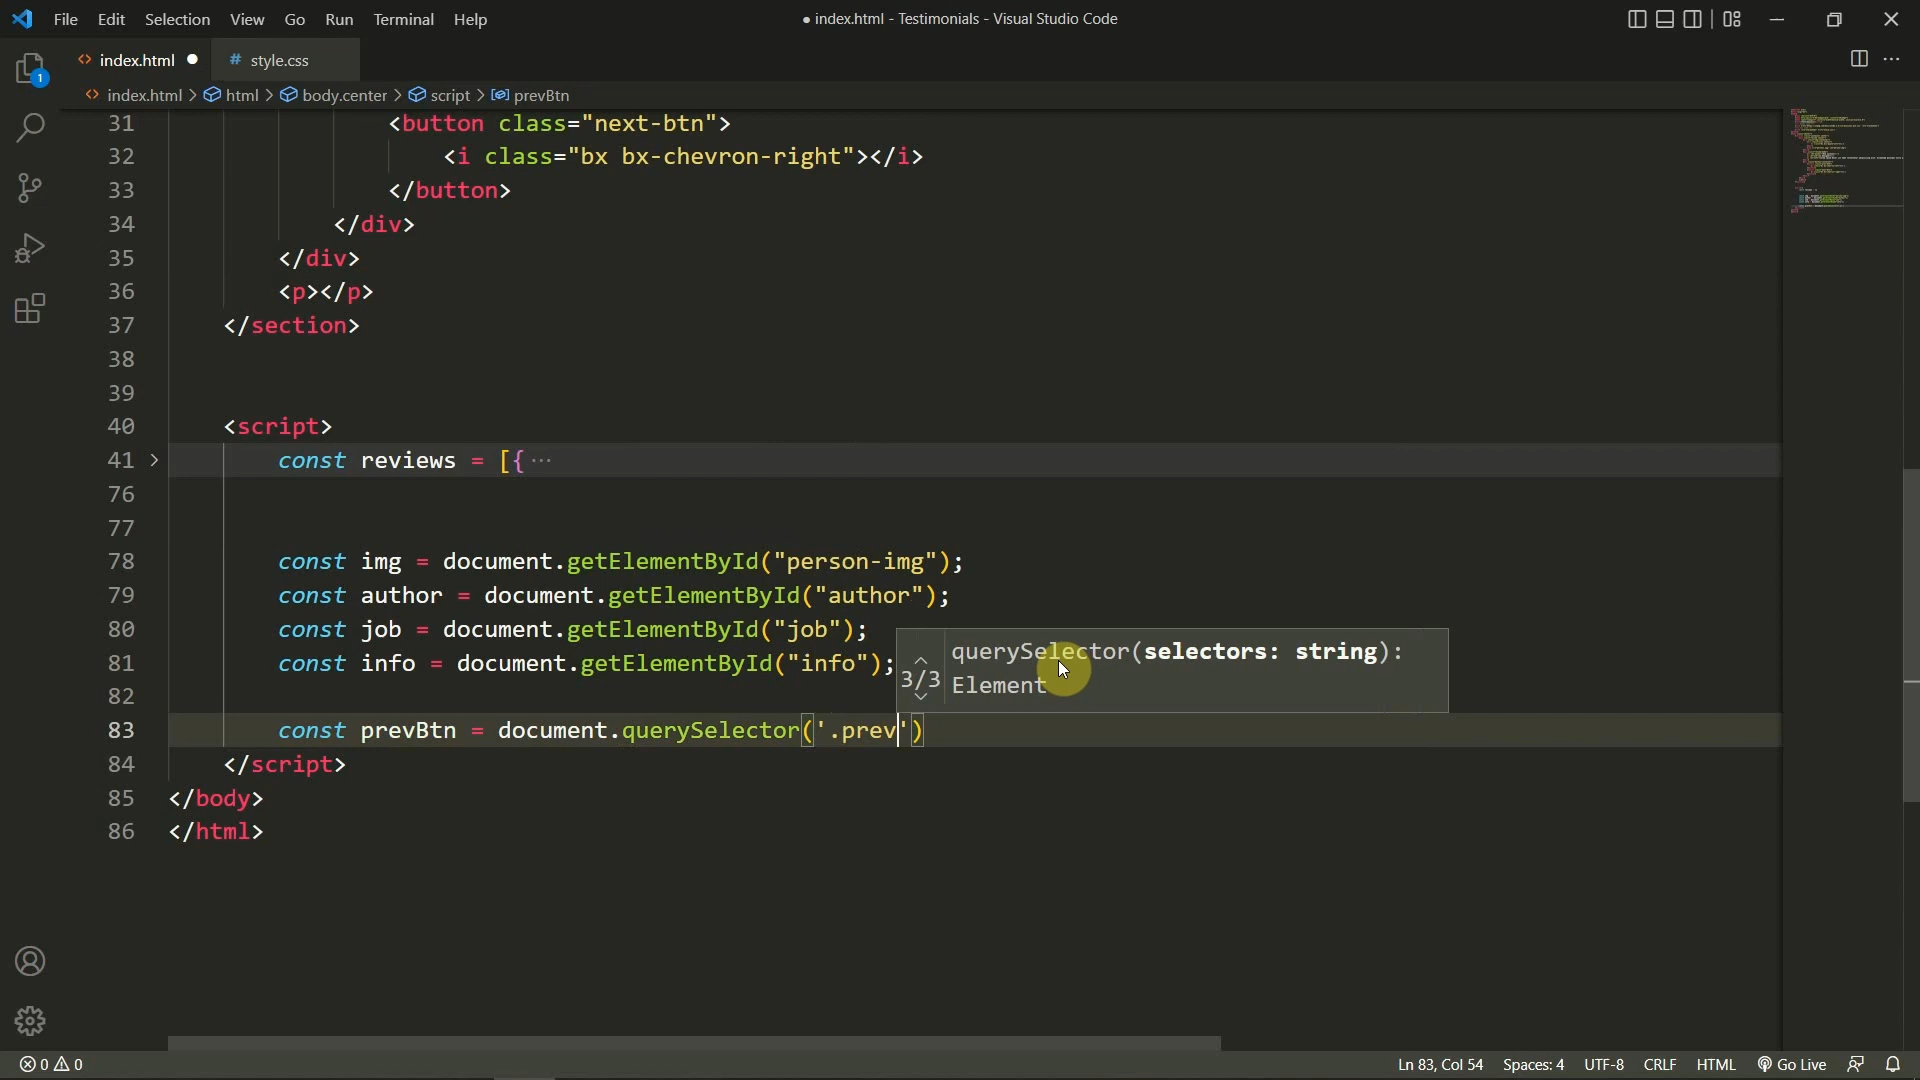 File Edit Selection View Go Run Terminal Help
● index.html - Testimonials - Visual Studio Code
<> index.html ●
# style.css
<> index.html > html > body.center > script > prevBtn
1
31 <button class="next-btn">
32 <i class="bx bx-chevron-right"></i>
33 </button>
34 </div>
35 </div>
36 <p></p>
37 </section>
38
39
40 <script>
41 > const reviews = [{ ···
76
77
78 const img = document.getElementById("person-img");
79 const author = document.getElementById("author");
80 const job = document.getElementById("job");
81 const info = document.getElementById("info");
82
83 const prevBtn = document.querySelector('.prev')
84 </script>
85 </body>
86 </html>
querySelector(selectors: string):
3/3 Element
0 0
Ln 83, Col 54 Spaces: 4 UTF-8 CRLF HTML Go Live